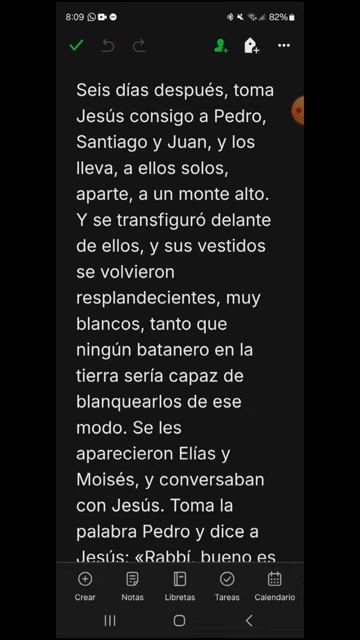 8:09
82%
Seis días después, toma
Jesús consigo a Pedro,
Santiago y Juan, y los
lleva, a ellos solos,
aparte, a un monte alto.
Y se transfiguró delante
de ellos, y sus vestidos
se volvieron
resplandecientes, muy
blancos, tanto que
ningún batanero en la
tierra sería capaz de
blanquearlos de ese
modo. Se les
aparecieron Elías y
Moisés, y conversaban
con Jesús. Toma la
palabra Pedro y dice a
Jesús: «Rabbí, bueno es
Crear Notas Libretas Tareas Calendario